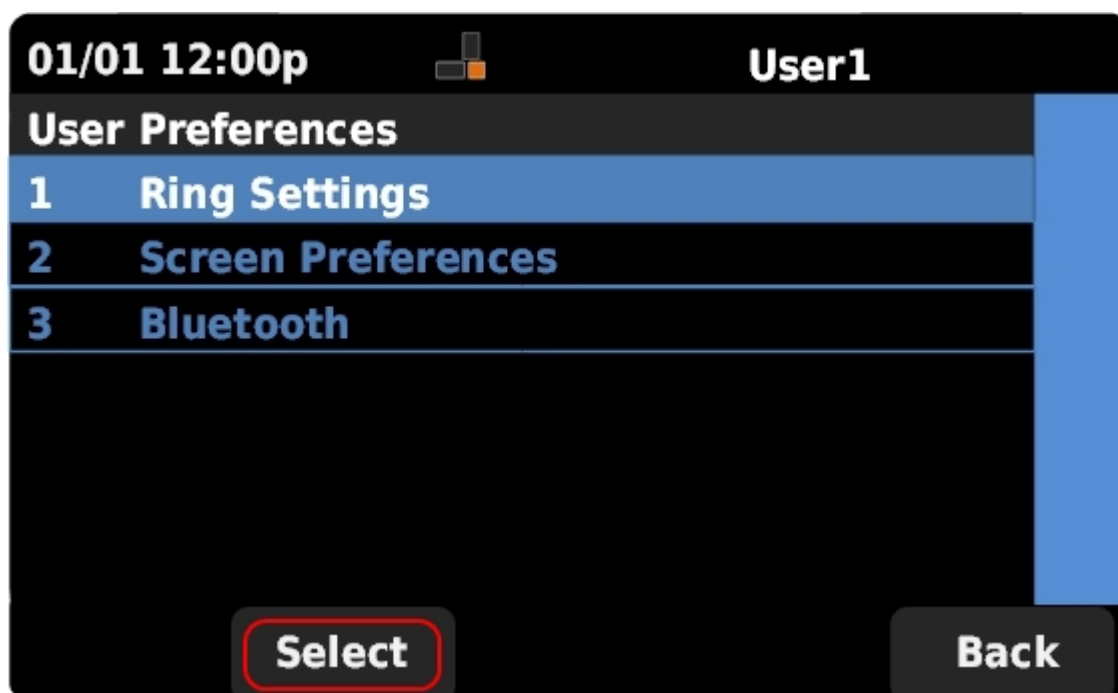 01/01 12:00p User1
User Preferences
1 Ring Settings
2 Screen Preferences
3 Bluetooth
Select Back